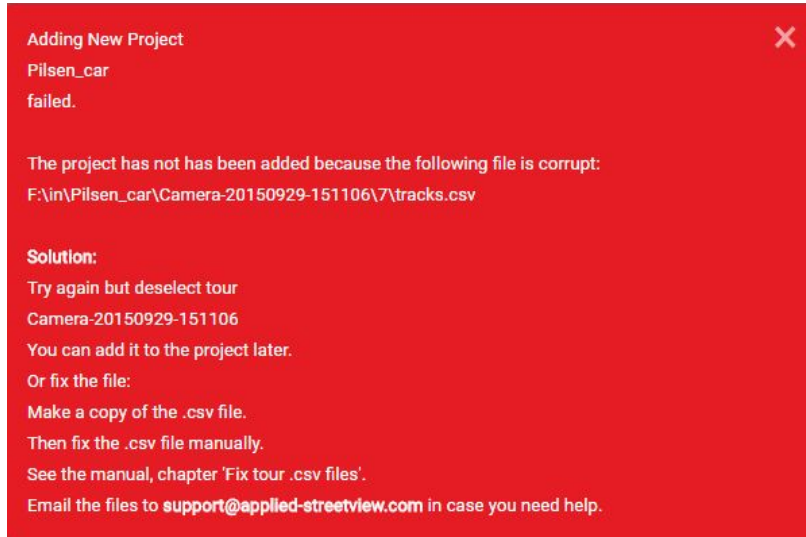 Adding New Project
Pilsen_car
failed.
The project has not has been added because the following file is corrupt:
F:\in\Pilsen_car\Camera-20150929-151106\7\tracks.csv
Solution:
Try again but deselect tour
Camera-20150929-151106
You can add it to the project later.
Or fix the file:
Make a copy of the .csv file.
Then fix the .csv file manually.
See the manual, chapter 'Fix tour .csv files'.
Email the files to support@applied-streetview.com in case you need help.